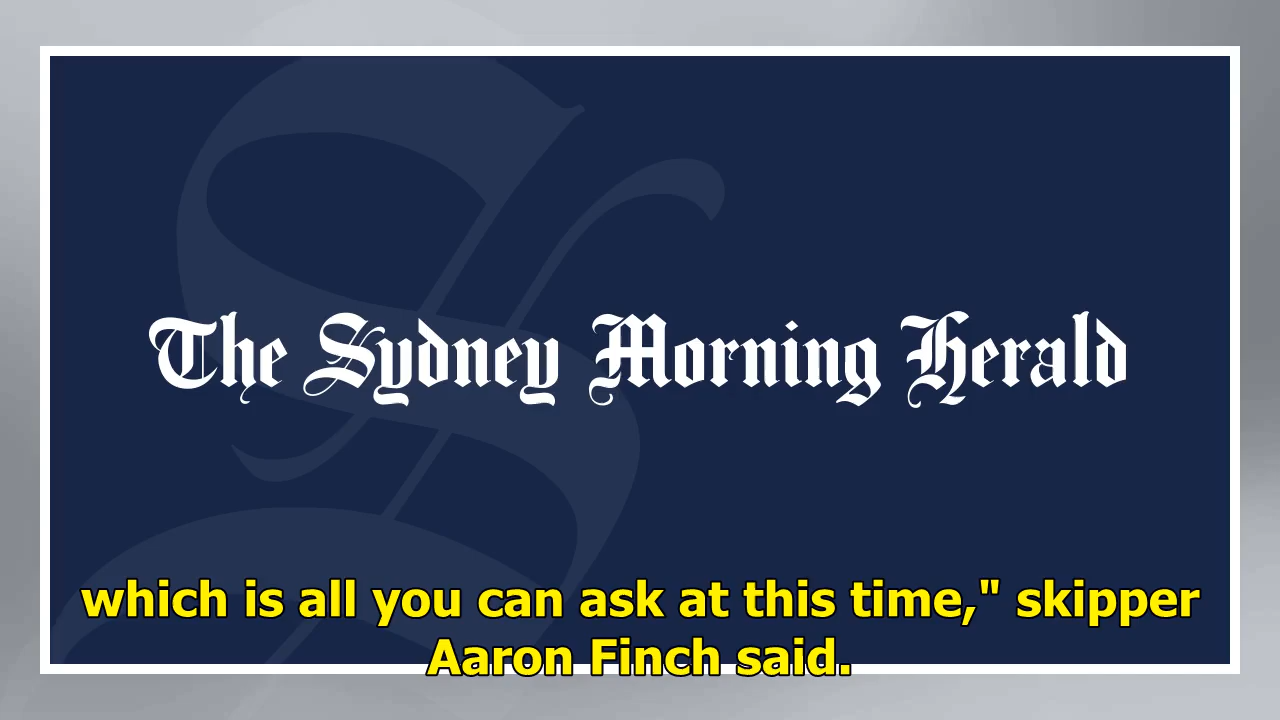 The Sydney Morning Herald
which is all you can ask at this time," skipper
Aaron Finch said.